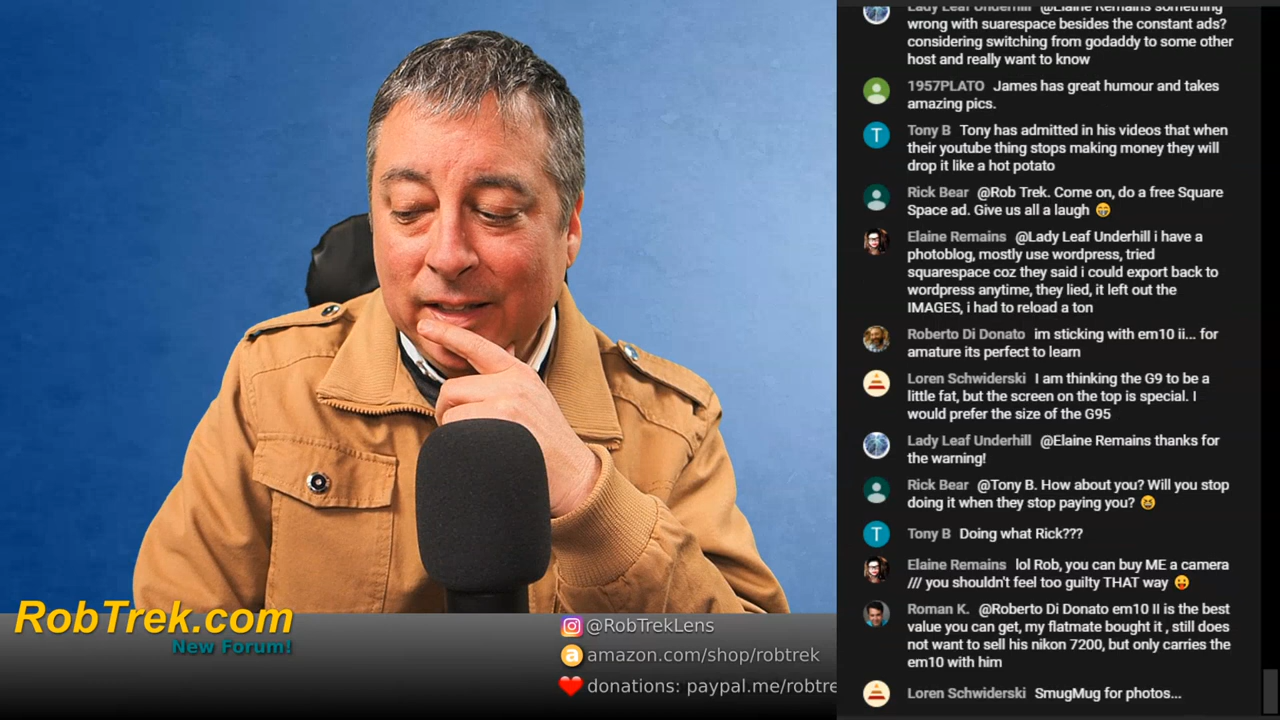 RobTrek.com
New Forum!
@RobTrekLens
a
amazon.com/shop/robtrek
donations: paypal.me/robtre
Lady Leaf Underhill @Elaine Remains something
wrong with suarespace besides the constant ads?
considering switching from godaddy to some other
host and really want to know
1957PLATO James has great humour and takes
amazing pics.
T
Tony B Tony has admitted in his videos that when
their youtube thing stops making money they will
drop it like a hot potato
Rick Bear @Rob Trek. Come on, do a free Square
Space ad. Give us all a laugh 😁
Elaine Remains @Lady Leaf Underhill i have a
photoblog, mostly use wordpress, tried
squarespace coz they said i could export back to
wordpress anytime, they lied, it left out the
IMAGES, i had to reload a ton
Roberto Di Donato im sticking with em10 ii... for
amature its perfect to learn
Loren Schwiderski I am thinking the G9 to be a
little fat, but the screen on the top is special. I
would prefer the size of the G95
Lady Leaf Underhill @Elaine Remains thanks for
the warning!
Rick Bear @Tony B. How about you? Will you stop
doing it when they stop paying you? 😆
T
Tony B Doing what Rick???
Elaine Remains lol Rob, you can buy ME a camera
/// you shouldn't feel too guilty THAT way 😛
Roman K. @Roberto Di Donato em10 II is the best
value you can get, my flatmate bought it , still does
not want to sell his nikon 7200, but only carries the
em10 with him
Loren Schwiderski SmugMug for photos...